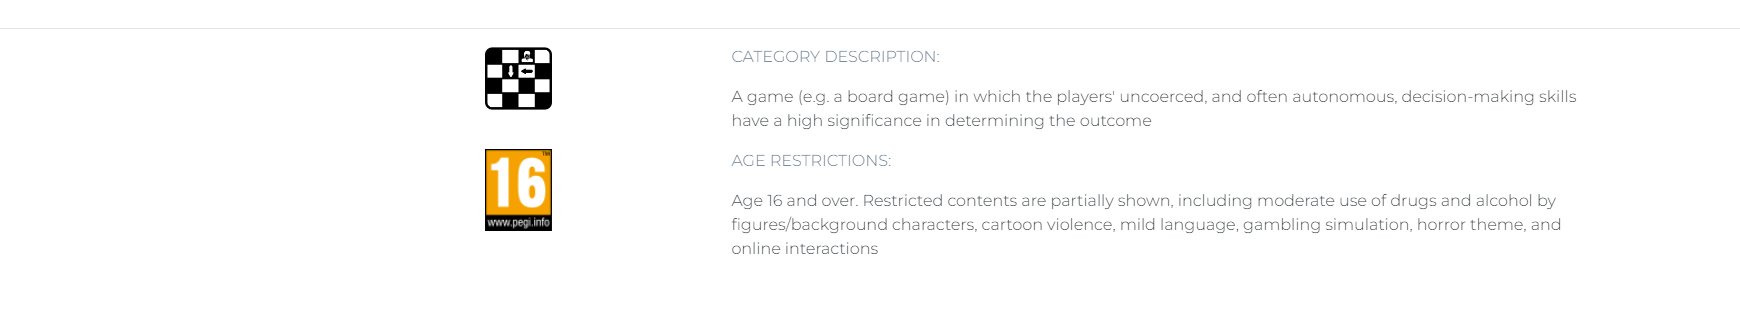 CATEGORY DESCRIPTION:
A game (e.g. a board game) in which the players' uncoerced, and often autonomous, decision-making skills
have a high significance in determining the outcome
16
TM
www.pegi.info
AGE RESTRICTIONS:
Age 16 and over. Restricted contents are partially shown, including moderate use of drugs and alcohol by
figures/background characters, cartoon violence, mild language, gambling simulation, horror theme, and
online interactions